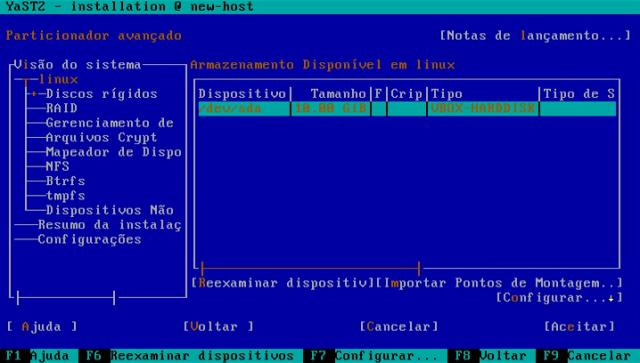 YaST2 - installation @ new-host
Particionador avançado [Notas de lançamento...]
Visão do sistema
Armazenamento Disponível em linux
linux
Discos rígidos
RAID
Gerenciamento de
Arquivos Crypt
Mapeador de Dispo
NFS
Btrfs
tmpfs
Dispositivos Não
Resumo da instalaç
Configurações
Dispositivo|Tamanho|F|Crip|Tipo|Tipo de S
/dev/sda|10.00 GiB| | |VBOX-HARDDISK|
[Reexaminar dispositiv][Importar Pontos de Montagem..]
[Configurar...↓]
[ Ajuda ] [Voltar ] [Cancelar] [Aceitar]
F1 Ajuda F6 Reexaminar dispositivos F7 Configurar... F8 Voltar F9 Cancelar